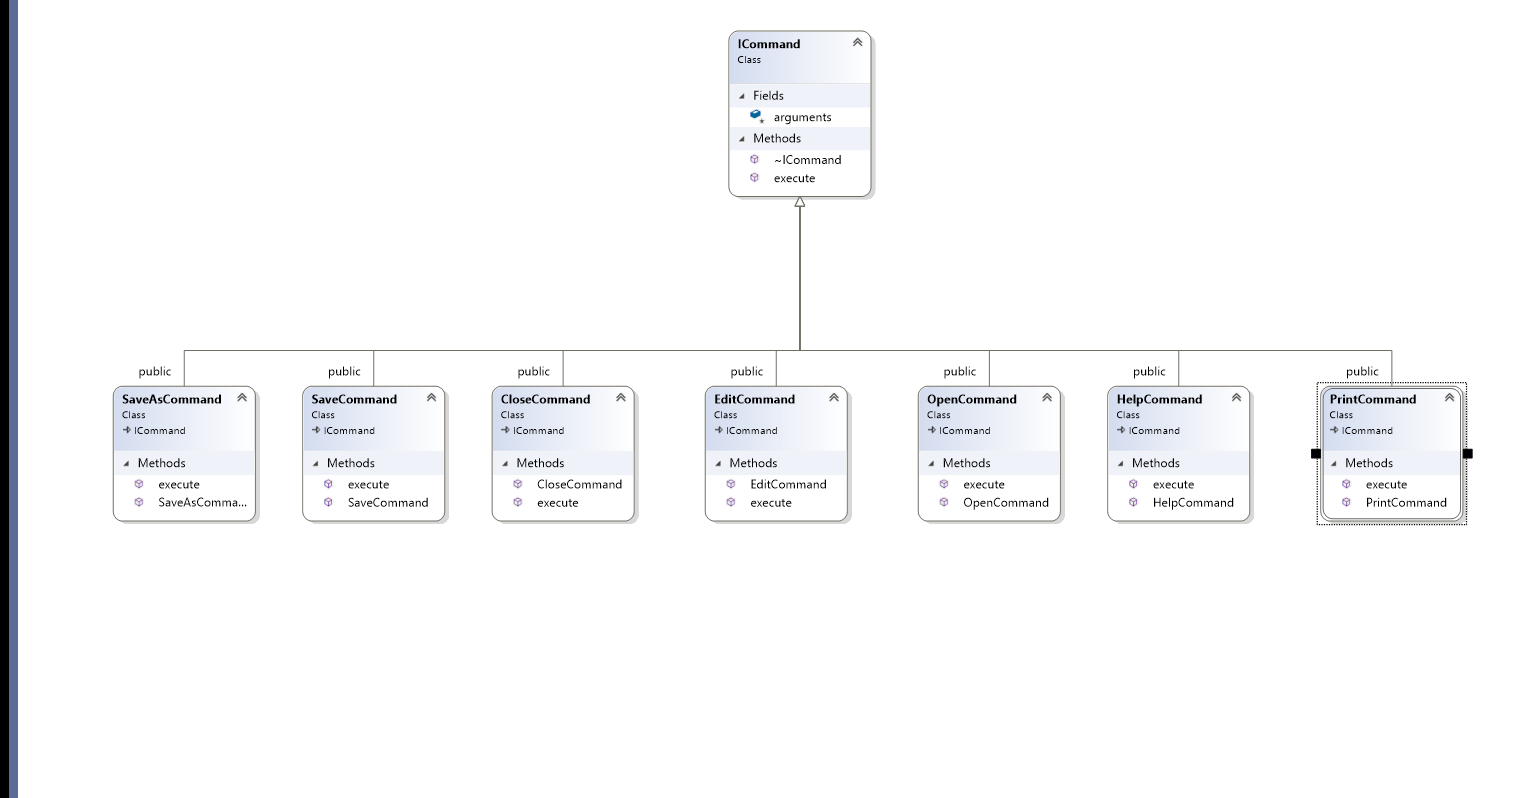 ICommand
Class
Fields
arguments
Methods
~ICommand
execute
public
SaveAsCommand
Class
ICommand
Methods
execute
SaveAsComma...
public
SaveCommand
Class
ICommand
Methods
execute
SaveCommand
public
CloseCommand
Class
ICommand
Methods
CloseCommand
execute
public
EditCommand
Class
ICommand
Methods
EditCommand
execute
public
OpenCommand
Class
ICommand
Methods
execute
OpenCommand
public
HelpCommand
Class
ICommand
Methods
execute
HelpCommand
public
PrintCommand
Class
ICommand
Methods
execute
PrintCommand